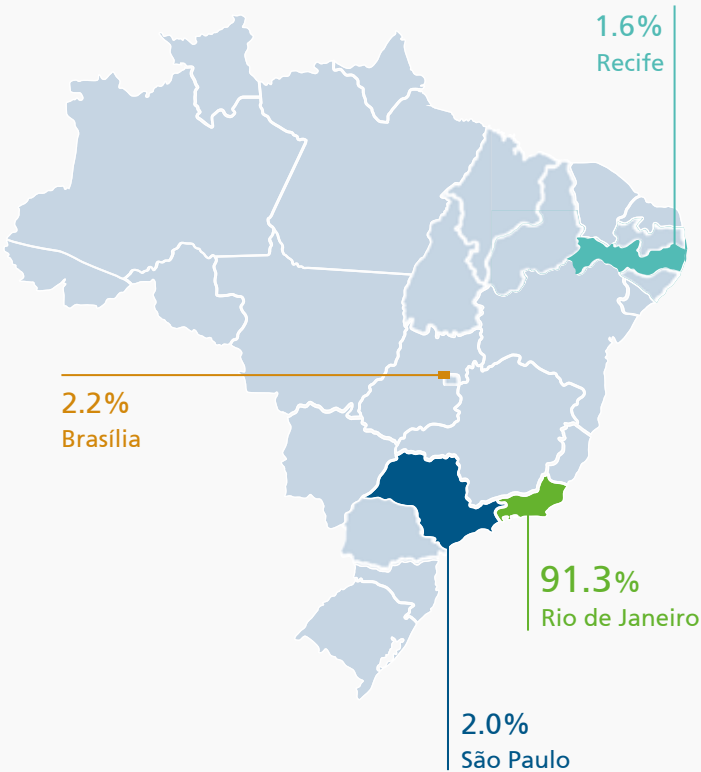 1.6%
Recife
2.2%
Brasília
91.3%
Rio de Janeiro
2.0%
São Paulo